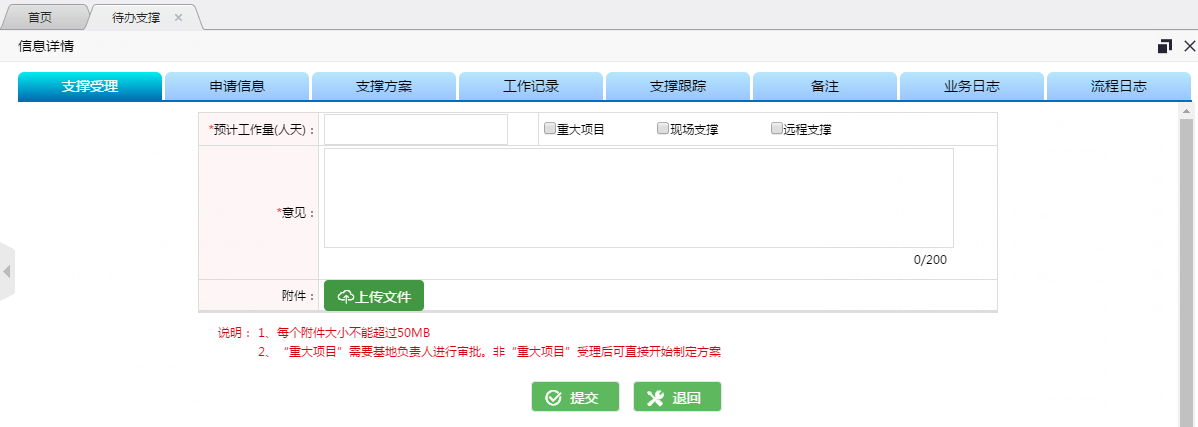 首页 待办支撑
信息详情
支撑受理 申请信息 支撑方案 工作记录 支撑跟踪 备注 业务日志 流程日志
*预计工作量(人天)： 重大项目 现场支撑 远程支撑
*意见：
0/200
附件： 上传文件
说明： 1、每个附件大小不能超过50MB
2、“重大项目”需要基地负责人进行审批。非“重大项目”受理后可直接开始制定方案
提交 退回